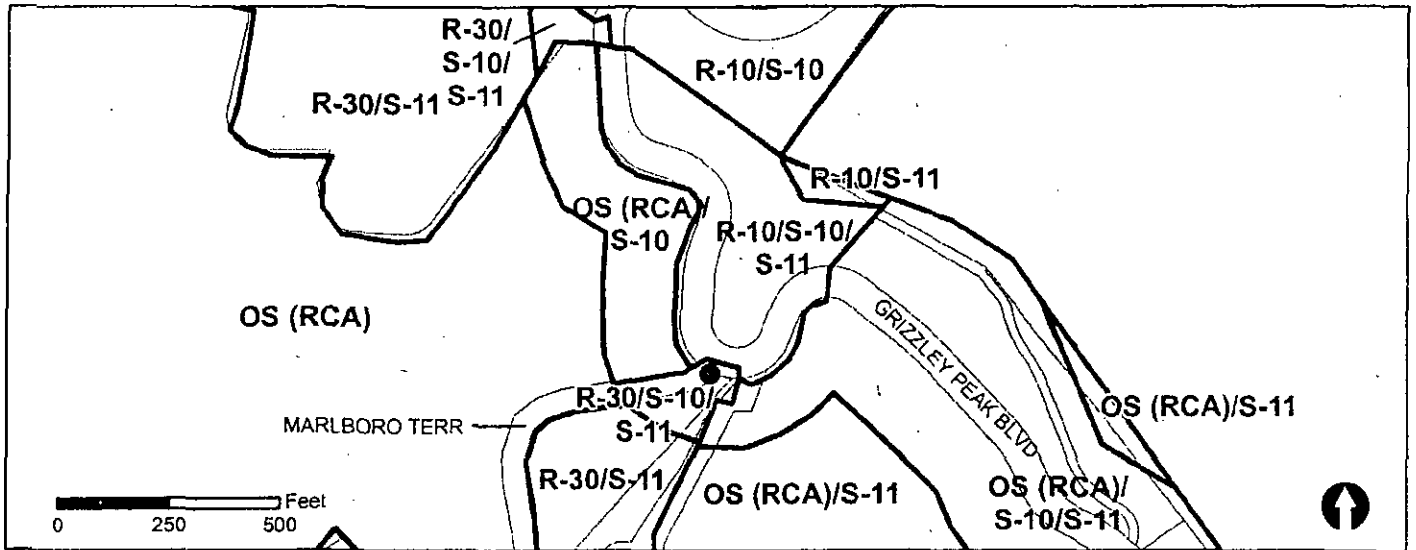 R-30/
S-10/
S-11
R-30/S-11
R-10/S-10
R-10/S-11
OS (RCA)/
S-10
R-10/S-10/
S-11
OS (RCA)
GRIZZLEY PEAK BLVD
R-30/S-10/
S-11
MARLBORO TERR
OS (RCA)/S-11
R-30/S-11
OS (RCA)/S-11
OS (RCA)/
S-10/S-11
Feet
0 250 500